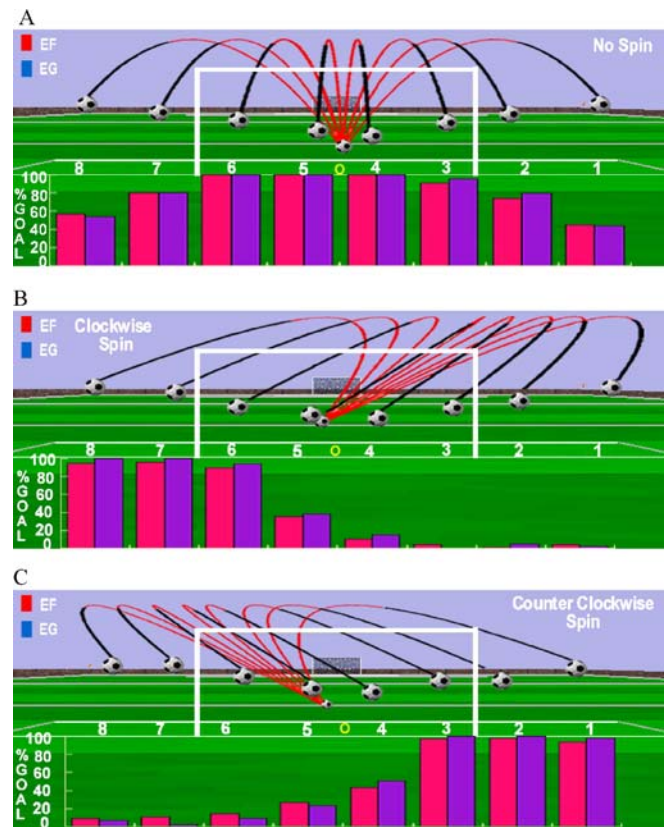 A
EF
EG
No Spin
8 7 6 5 O 4 3 2 1
100
80
60
40
20
0
%GOAL
B
EF
EG
Clockwise
Spin
8 7 6 5 O 4 3 2 1
100
80
60
40
20
0
%GOAL
C
EF
EG
Counter Clockwise
Spin
8 7 6 5 O 4 3 2 1
100
80
60
40
20
0
%GOAL